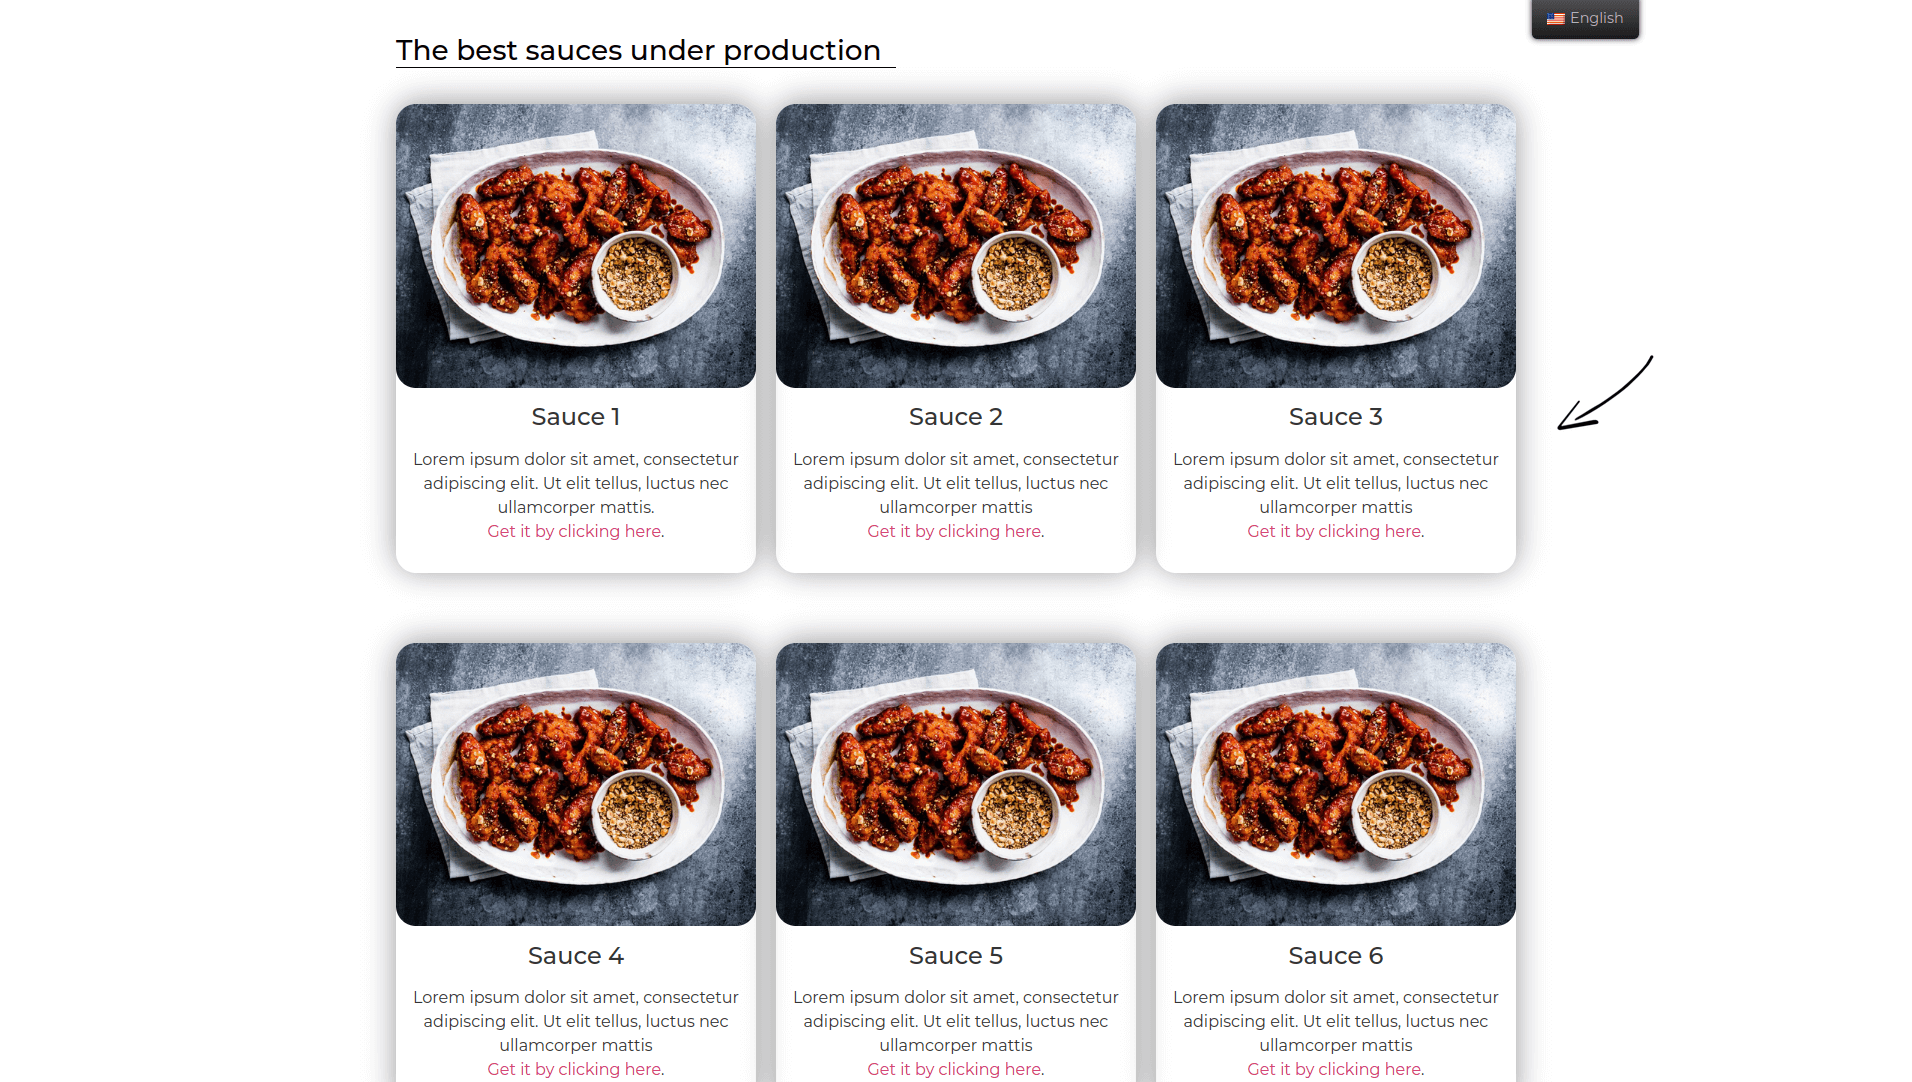 English
The best sauces under production
Sauce 1
Lorem ipsum dolor sit amet, consectetur
adipiscing elit. Ut elit tellus, luctus nec
ullamcorper mattis.
Get it by clicking here.
Sauce 2
Lorem ipsum dolor sit amet, consectetur
adipiscing elit. Ut elit tellus, luctus nec
ullamcorper mattis
Get it by clicking here.
Sauce 3
Lorem ipsum dolor sit amet, consectetur
adipiscing elit. Ut elit tellus, luctus nec
ullamcorper mattis
Get it by clicking here.
Sauce 4
Lorem ipsum dolor sit amet, consectetur
adipiscing elit. Ut elit tellus, luctus nec
ullamcorper mattis
Get it by clicking here.
Sauce 5
Lorem ipsum dolor sit amet, consectetur
adipiscing elit. Ut elit tellus, luctus nec
ullamcorper mattis
Get it by clicking here.
Sauce 6
Lorem ipsum dolor sit amet, consectetur
adipiscing elit. Ut elit tellus, luctus nec
ullamcorper mattis
Get it by clicking here.